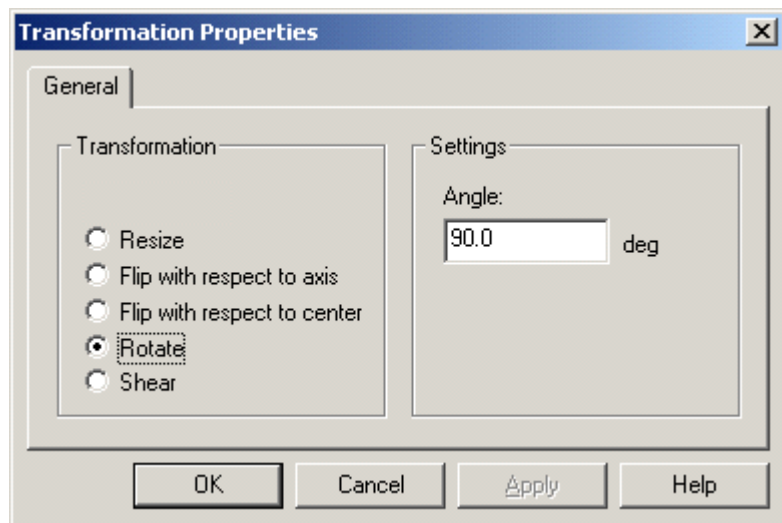 Transformation Properties
General
Transformation
Resize
Flip with respect to axis
Flip with respect to center
Rotate
Shear
Settings
Angle:
90.0 deg
OK Cancel Apply Help